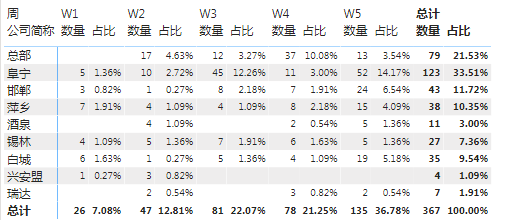 周 W1 W2 W3 W4 W5 总计
公司简称 数量 占比 数量 占比 数量 占比 数量 占比 数量 占比 数量 占比
总部 17 4.63% 12 3.27% 37 10.08% 13 3.54% 79 21.53%
阜宁 5 1.36% 10 2.72% 45 12.26% 11 3.00% 52 14.17% 123 33.51%
邯郸 3 0.82% 1 0.27% 8 2.18% 7 1.91% 24 6.54% 43 11.72%
萍乡 7 1.91% 4 1.09% 4 1.09% 8 2.18% 15 4.09% 38 10.35%
酒泉 4 1.09% 2 0.54% 5 1.36% 11 3.00%
锡林 4 1.09% 5 1.36% 7 1.91% 6 1.63% 5 1.36% 27 7.36%
白城 6 1.63% 1 0.27% 5 1.36% 4 1.09% 19 5.18% 35 9.54%
兴安盟 1 0.27% 3 0.82% 4 1.09%
瑞达 2 0.54% 3 0.82% 2 0.54% 7 1.91%
总计 26 7.08% 47 12.81% 81 22.07% 78 21.25% 135 36.78% 367 100.00%